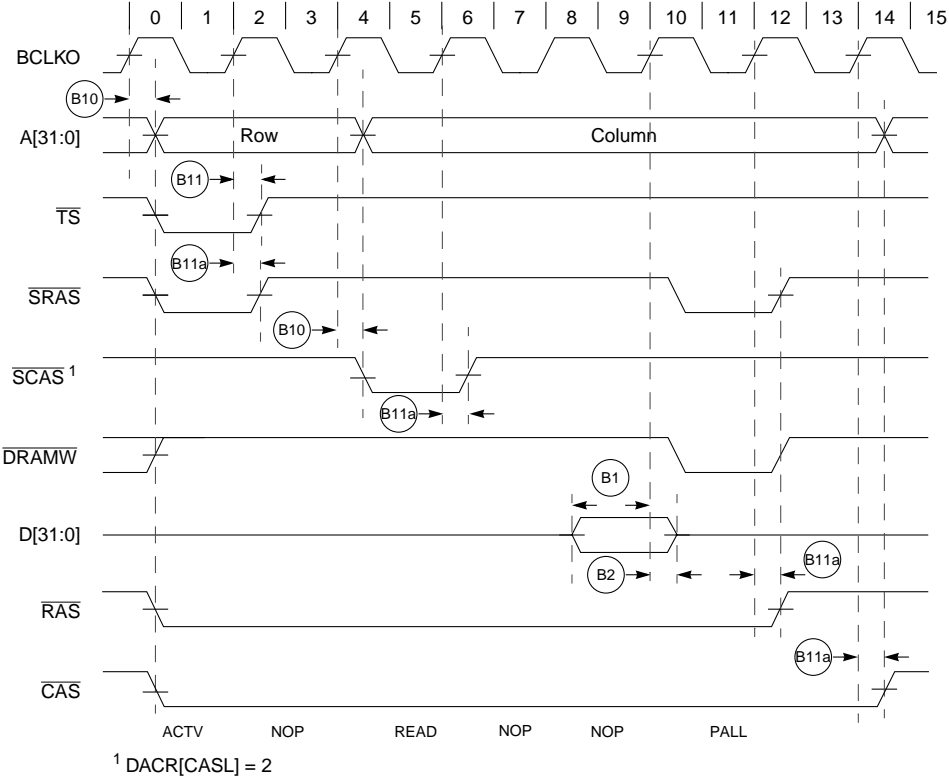 0 1 2 3 4 5 6 7 8 9 10 11 12 13 14 15
BCLKO
B10
A[31:0] Row Column
B11
TS
B11a
SRAS
B10
SCAS 1
B11a
DRAMW
B1
D[31:0]
B11a
B2
RAS
B11a
CAS
ACTV NOP READ NOP NOP PALL
1 DACR[CASL] = 2